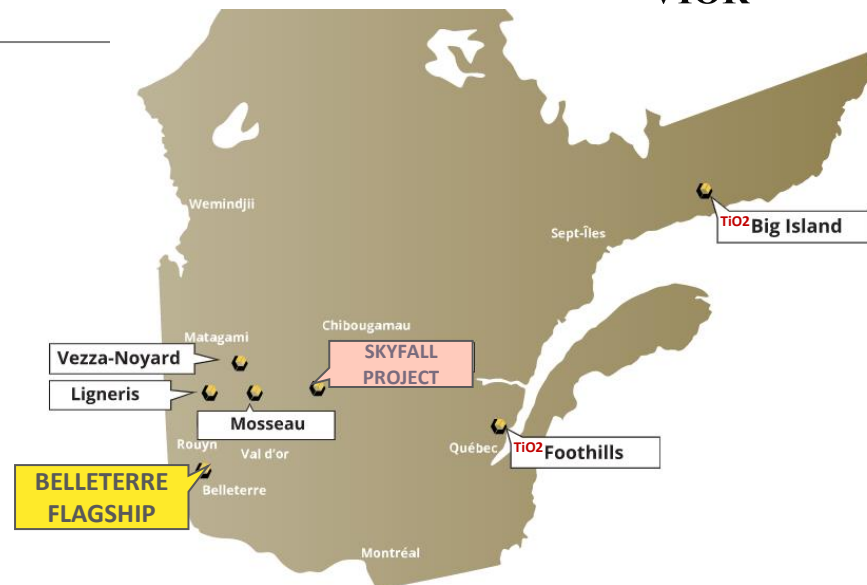 VIOR
Wemindjii
Sept-Îles
TiO2 Big Island
Chibougamau
Matagami
Vezza-Noyard
SKYFALL
PROJECT
Ligneris
Mosseau
Rouyn
Val d'or
Québec
TiO2 Foothills
BELLETERRE
FLAGSHIP
Belleterre
Montréal